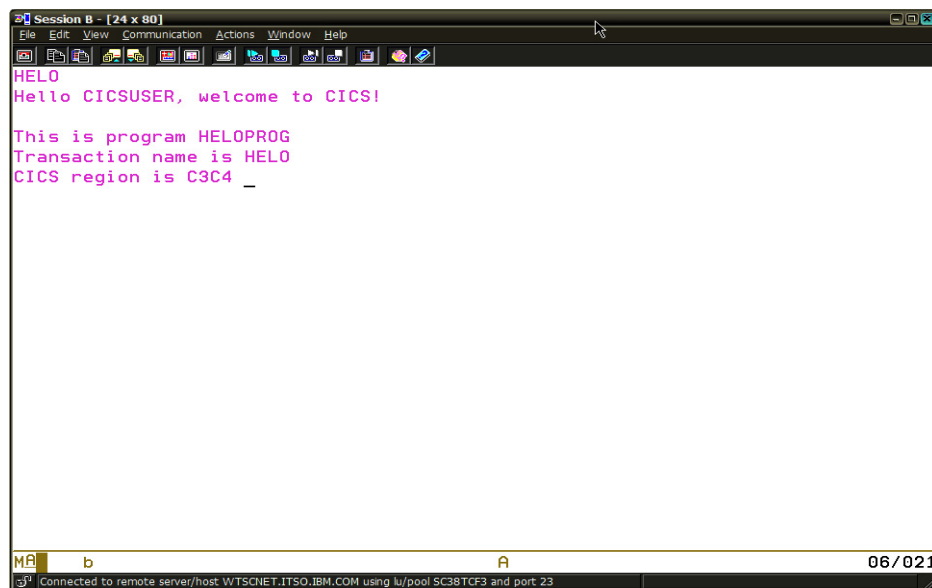 Session B - [24 x 80]
File Edit View Communication Actions Window Help
HELO
Hello CICSUSER, welcome to CICS!
This is program HELOPROG
Transaction name is HELO
CICS region is C3C4 _
MA b A 06/021
Connected to remote server/host WTSCNET.ITSO.IBM.COM using lu/pool SC38TCF3 and port 23